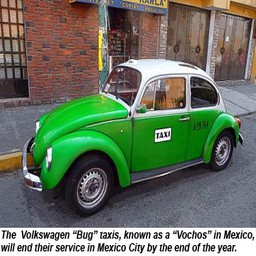 KARLA
TAXI
The Volkswagen “Bug” taxis, known as a “Vochos” in Mexico,
will end their service in Mexico City by the end of the year.